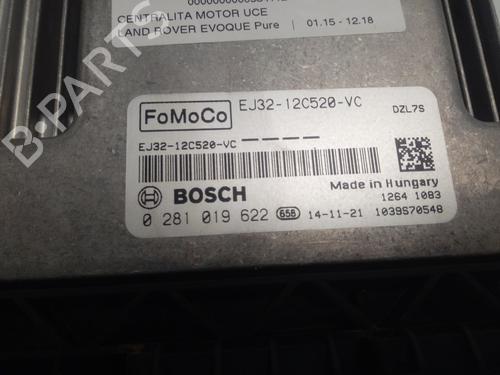 CENTRALITA MOTOR UCE
LAND ROVER EVOQUE Pure
01.15 - 12.18
B-PARTS
FoMoCo
EJ32-12C520-VC
DZL7S
EJ32-12C520-VC
BOSCH
Made in Hungary
1264 1083
0 281 019 622
658
14-11-21
1039S70548